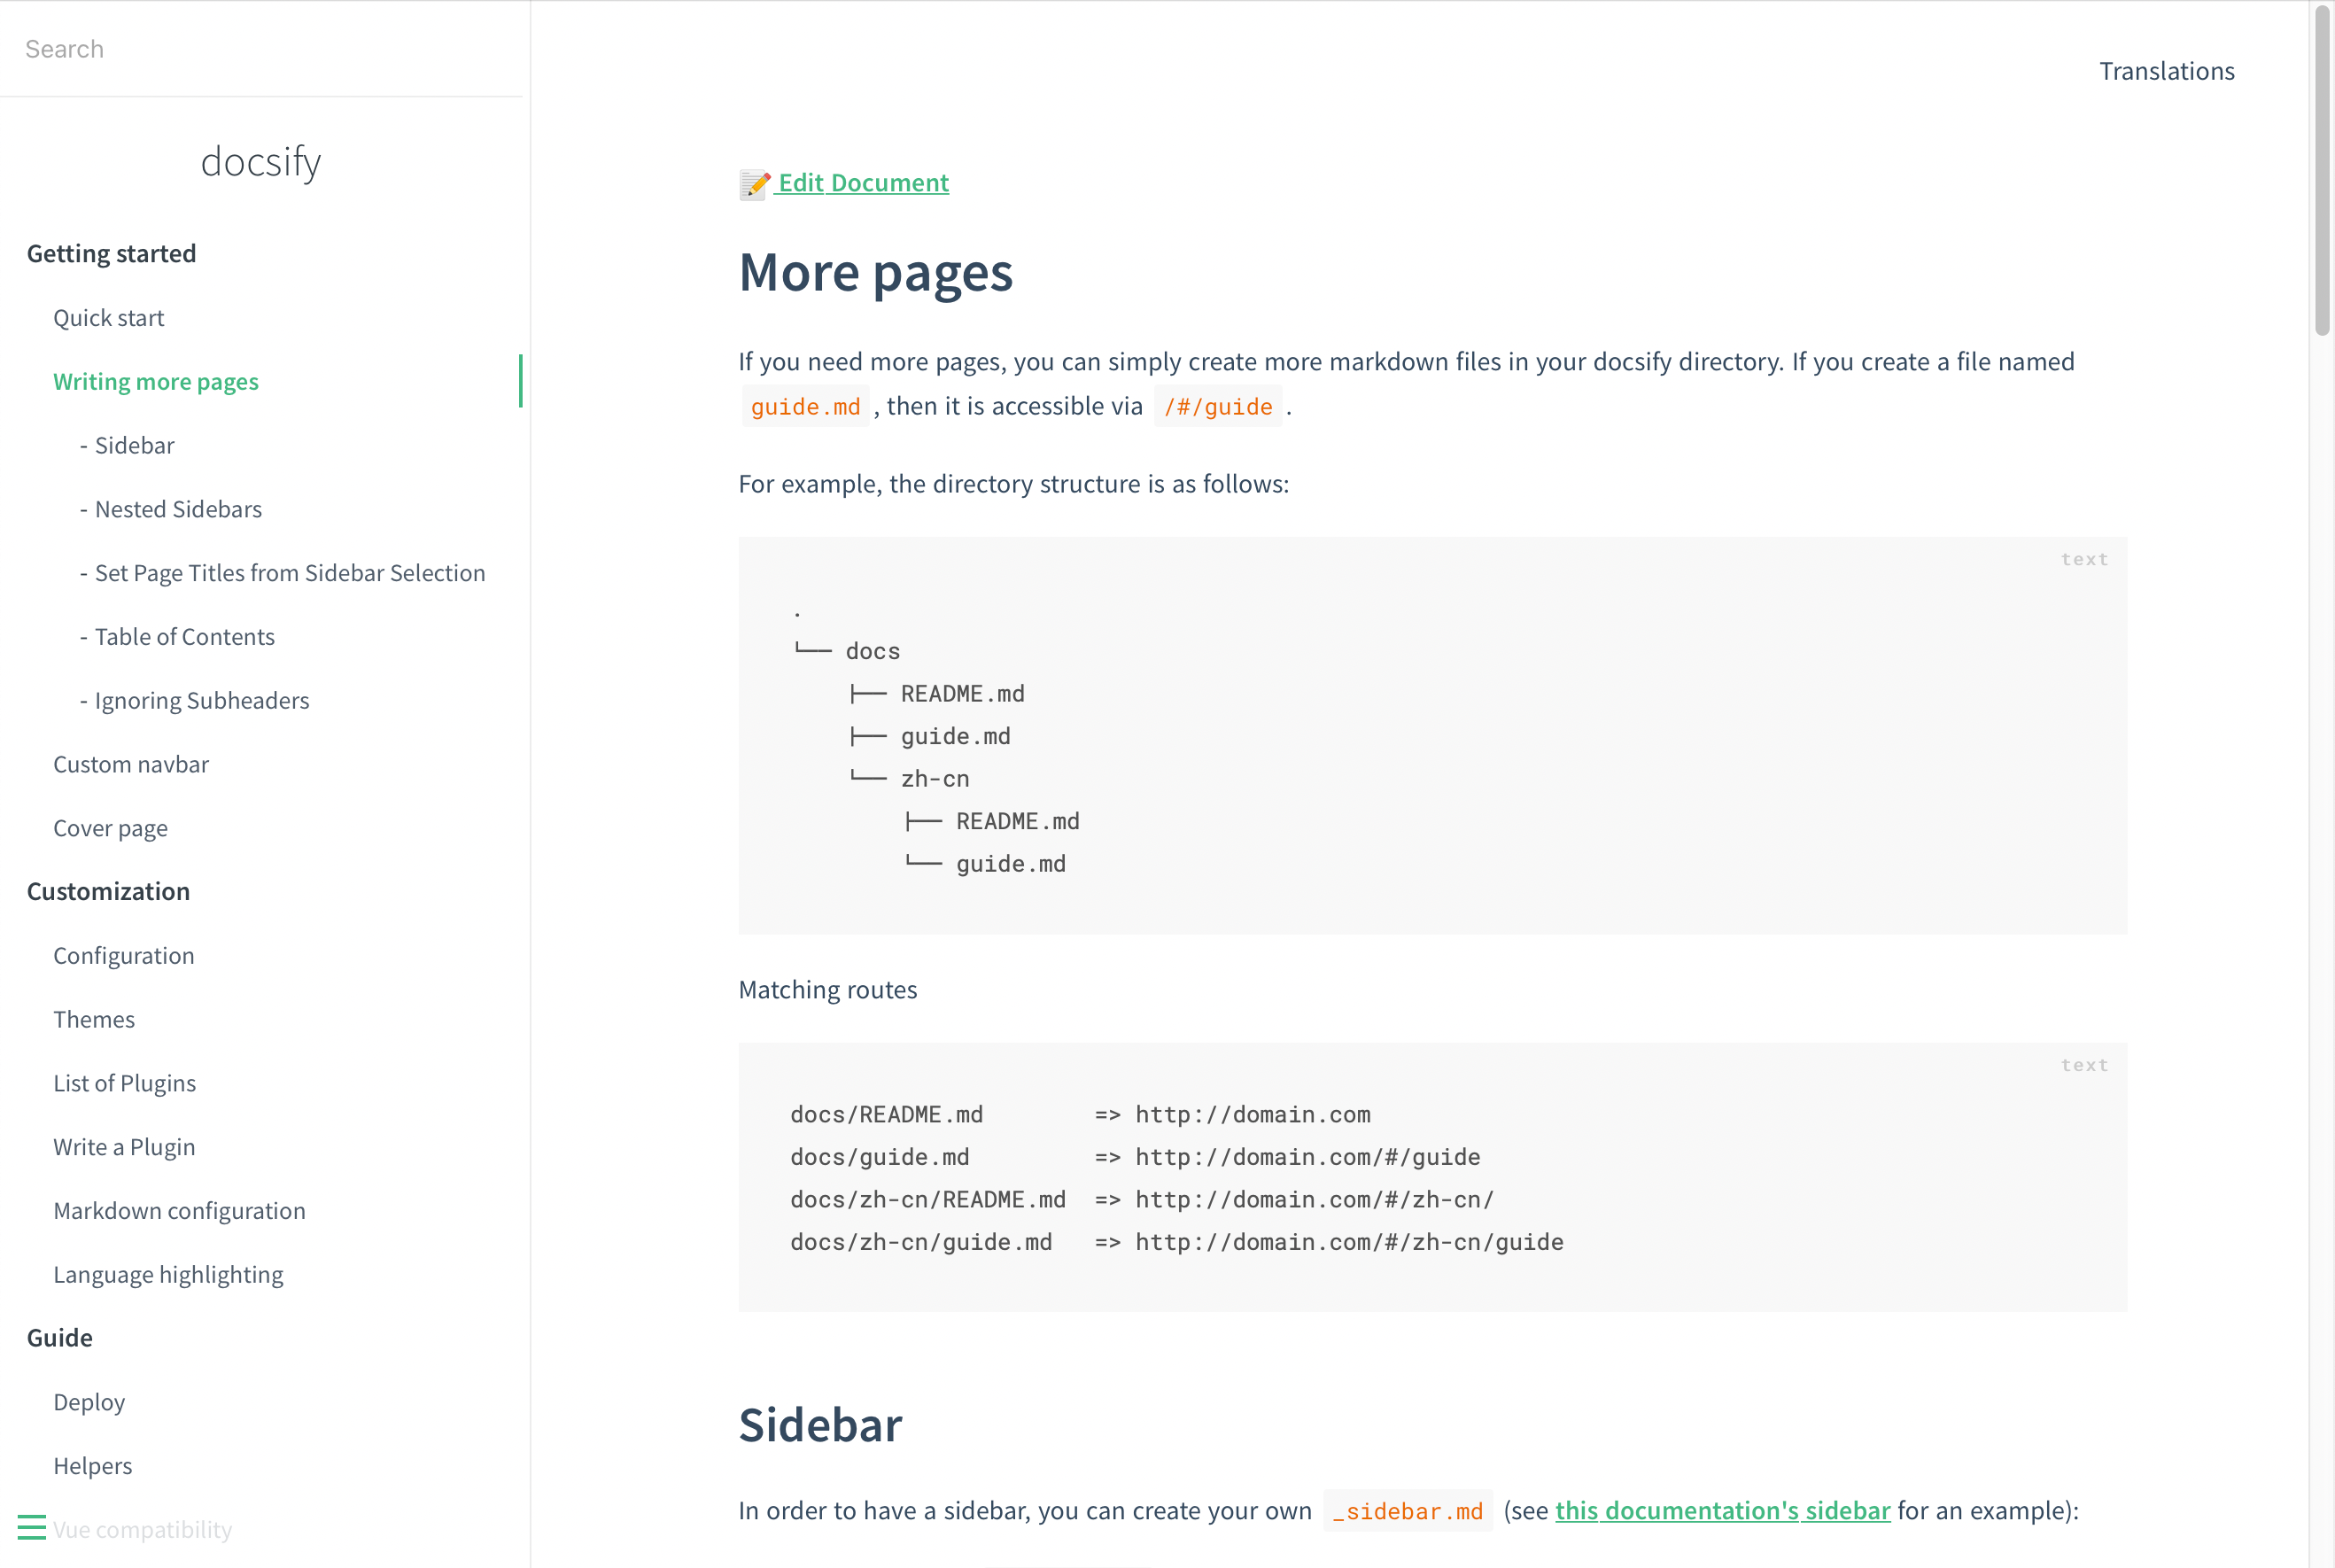 Search
docsify
Getting started
Quick start
Writing more pages
- Sidebar
- Nested Sidebars
- Set Page Titles from Sidebar Selection
- Table of Contents
- Ignoring Subheaders
Custom navbar
Cover page
Customization
Configuration
Themes
List of Plugins
Write a Plugin
Markdown configuration
Language highlighting
Guide
Deploy
Helpers
Vue compatibility
Translations
📝 Edit Document
More pages
If you need more pages, you can simply create more markdown files in your docsify directory. If you create a file named
guide.md , then it is accessible via /#/guide .
For example, the directory structure is as follows:
text
.
└── docs
    ├── README.md
    ├── guide.md
    └── zh-cn
        ├── README.md
        └── guide.md
Matching routes
text
docs/README.md        => http://domain.com
docs/guide.md         => http://domain.com/#/guide
docs/zh-cn/README.md  => http://domain.com/#/zh-cn/
docs/zh-cn/guide.md   => http://domain.com/#/zh-cn/guide
Sidebar
In order to have a sidebar, you can create your own _sidebar.md (see this documentation's sidebar for an example):